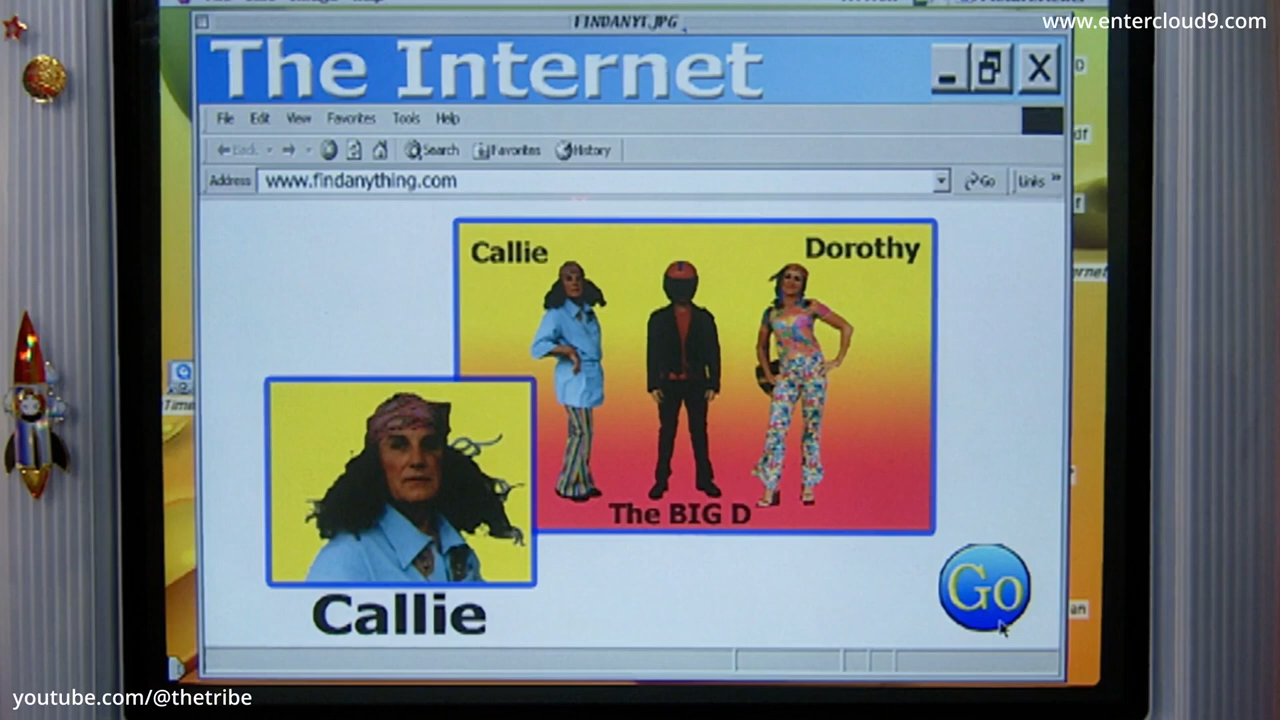 www.entercloud9.com
FINDANYT.JPG
The Internet
File Edit View Favorites Tools Help
Back Search Favorites History
Address www.findanything.com Go Links »
Callie Dorothy
The BIG D
Callie
Go
youtube.com/@thetribe